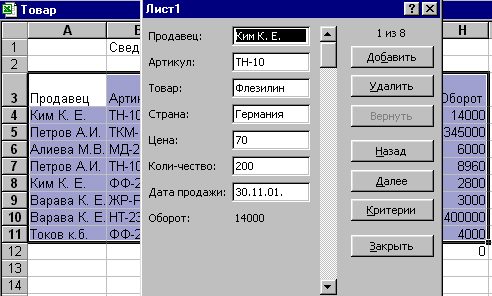 Товар
Лист1
A
H
1 Свед
2
3 Продавец Артик Оборот
4 Ким К. Е. ТН-10 14000
5 Петров А.И. ТКМ- 345000
6 Алиева М.В. МД-2 6000
7 Петров А.И. ТН-10 8960
8 Ким К. Е. ФФ-2 2800
9 Варава К. Е. ЖР-Р 3000
10 Варава К. Е. НТ-23 400000
11 Токов к.б. ФФ-2 4000
12 0
Продавец: Ким К. Е.
Артикул: ТН-10
Товар: Флезилин
Страна: Германия
Цена: 70
Коли-чество: 200
Дата продажи: 30.11.01.
Оборот: 14000
1 из 8
Добавить
Удалить
Вернуть
Назад
Далее
Критерии
Закрыть